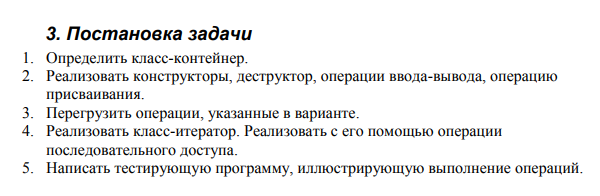 3. Постановка задачи
1. Определить класс-контейнер.
2. Реализовать конструкторы, деструктор, операции ввода-вывода, операцию
присваивания.
3. Перегрузить операции, указанные в варианте.
4. Реализовать класс-итератор. Реализовать с его помощью операции
последовательного доступа.
5. Написать тестирующую программу, иллюстрирующую выполнение операций.